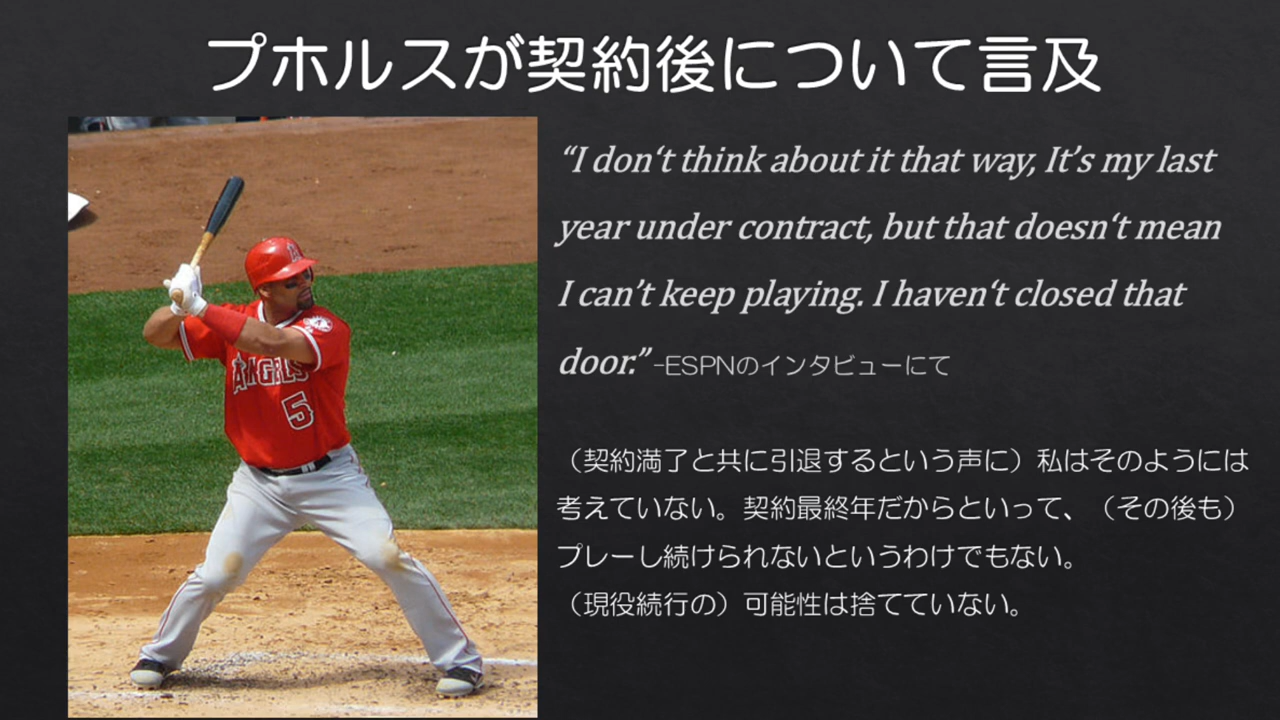 プホルスが契約後について言及
“I don‘t think about it that way, It’s my last
year under contract, but that doesn‘t mean
I can’t keep playing. I haven‘t closed that
door.” –ESPNのインタビューにて
（契約満了と共に引退するという声に）私はそのようには
考えていない。契約最終年だからといって、（その後も）
プレーし続けられないというわけでもない。
（現役続行の）可能性は捨てていない。
ANGELS
5